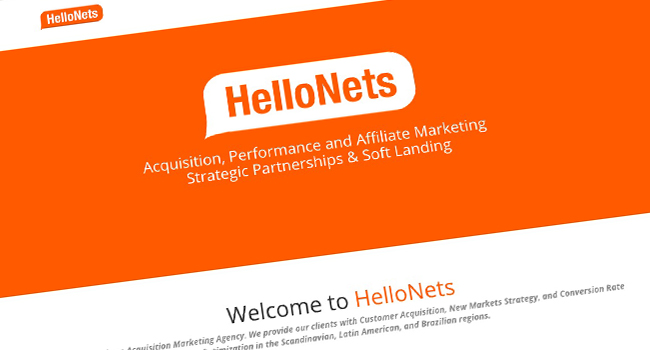 HelloNets
HelloNets
Acquisition, Performance and Affiliate Marketing
Strategic Partnerships & Soft Landing
Welcome to HelloNets
Acquisition Marketing Agency. We provide our clients with Customer Acquisition, New Markets Strategy, and Conversion Rate
in the Scandinavian, Latin American, and Brazilian regions.